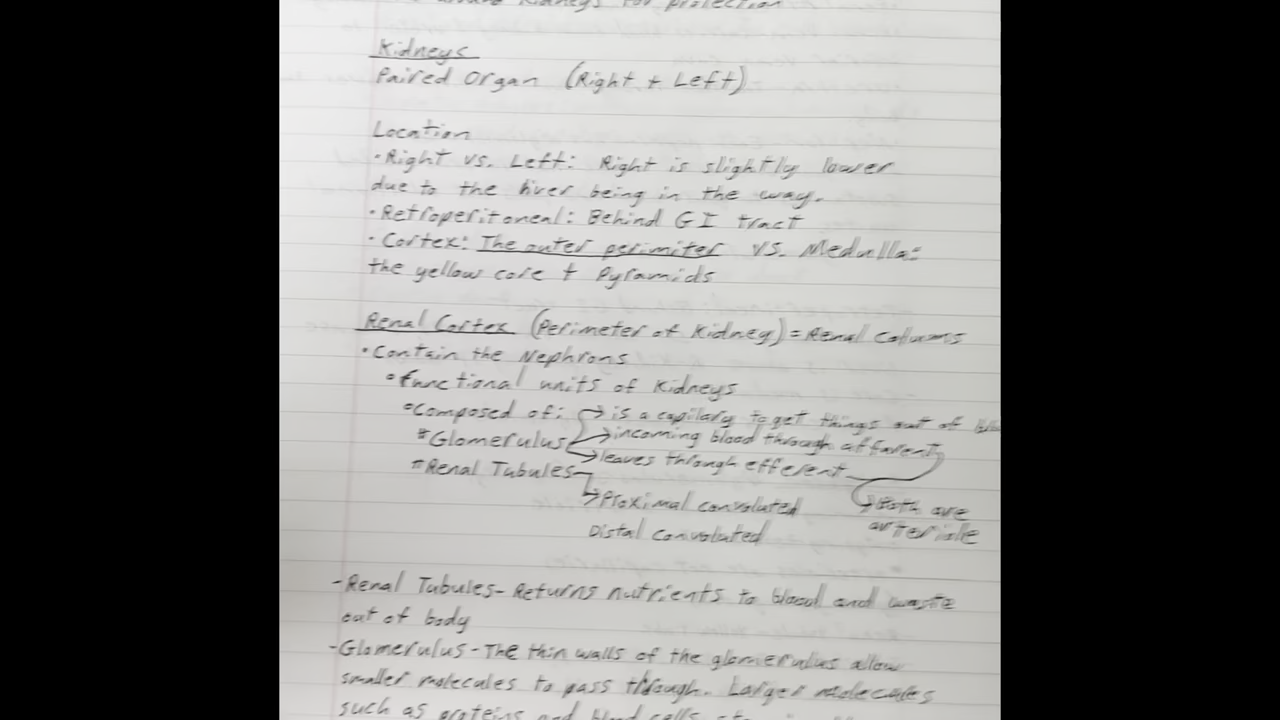 around Kidneys for protection
Kidneys
Paired Organ (Right + Left)
Location
• Right vs. Left: Right is slightly lower
due to the liver being in the way.
• Retroperitoneal: Behind GI tract
• Cortex: The outer perimiter vs. Medulla:
the yellow core + Pyramids
Renal Cortex (Perimeter of Kidney) = Renal Columns
• Contain the Nephrons
• functional units of Kidneys
• Composed of: → is a capilary to get things out of
* Glomerulus → incoming blood through afferent
→ leaves through efferent
* Renal Tubules
→ Proximal convoluted
→ Both are
arteriole
Distal convoluted
- Renal Tubules - Returns nutrients to blood and waste
out of body
- Glomerulus - The thin walls of the glomerulus allow
smaller molecules to pass through. Larger molecules
such as proteins and blood cells